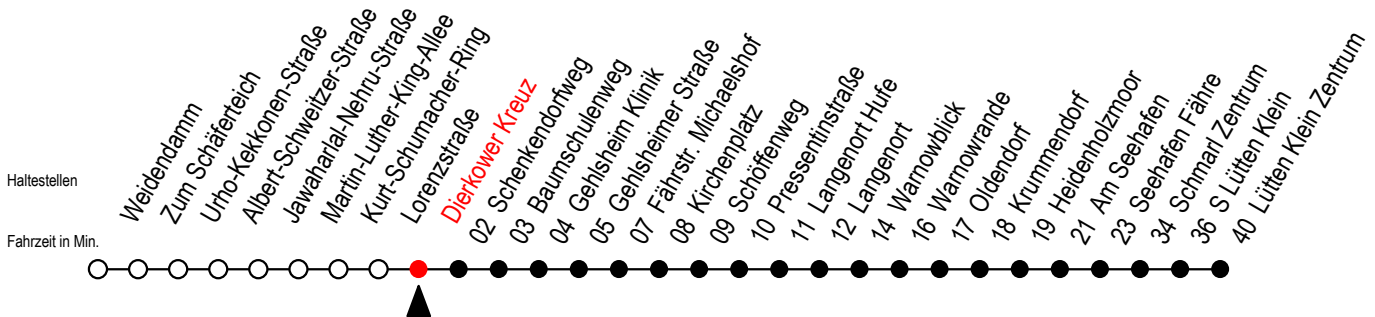 Haltestellen
Fahrzeit in Min.
Weidendamm
Zum Schäferteich
Urho-Kekkonen-Straße
Albert-Schweitzer-Straße
Jawaharlal-Nehru-Straße
Martin-Luther-King-Allee
Kurt-Schumacher-Ring
Lorenzstraße
Dierkower Kreuz
02 Schenkendorfweg
03 Baumschulenweg
04 Gehlsheim Klinik
05 Gehlsheimer Straße
07 Fährstr. Michaelshof
08 Kirchenplatz
09 Schöffenweg
10 Pressentinstraße
11 Langenort Hufe
12 Langenort
14 Warnowblick
16 Warnowrande
17 Oldendorf
18 Krummendorf
19 Heidenholzmoor
21 Am Seehafen
23 Seehafen Fähre
34 Schmarl Zentrum
36 S Lütten Klein
40 Lütten Klein Zentrum